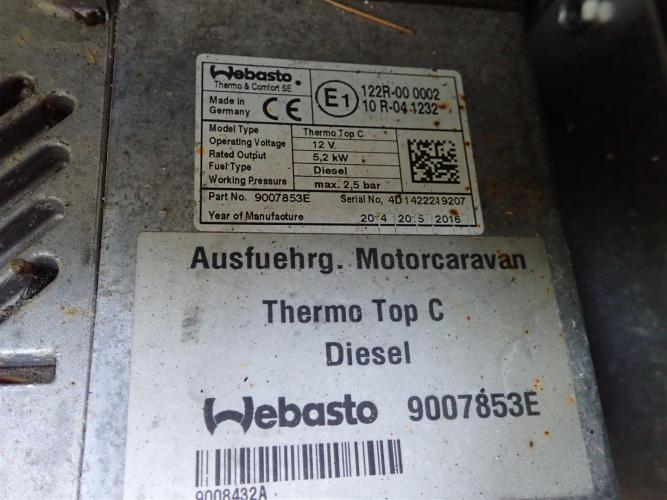 Webasto
Thermo & Comfort SE
Made in
Germany
CE
E1
122R-00 0002
10 R-04 1232
Model Type Thermo Top C
Operating Voltage 12 V
Rated Output 5,2 kW
Fuel Type Diesel
Working Pressure max. 2,5 bar
Part No. 9007853E Serial No. 4D1422219207
Year of Manufacture 2014 2015 2016
Ausfuehrg. Motorcaravan
Thermo Top C
Diesel
Webasto 9007853E
9008432A